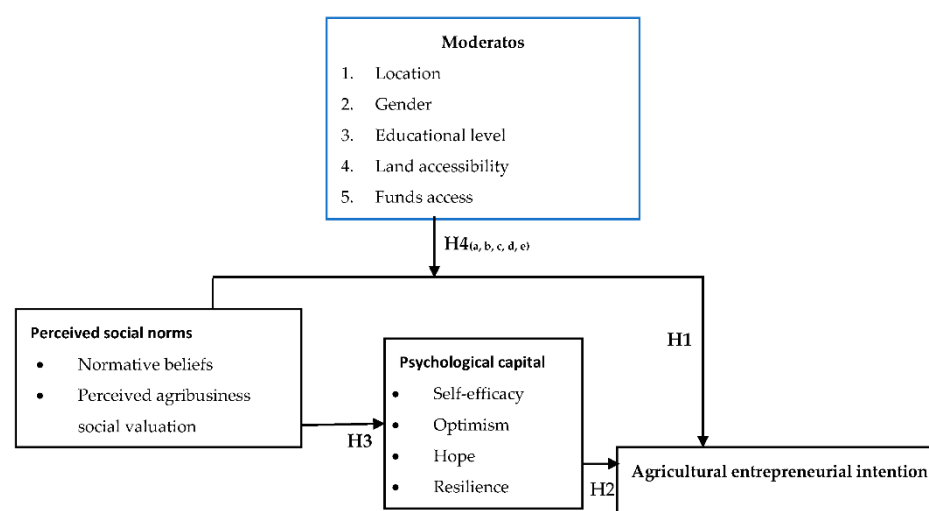 Moderatos
1. Location
2. Gender
3. Educational level
4. Land accessibility
5. Funds access
H4(a, b, c, d, e)
Perceived social norms
• Normative beliefs
• Perceived agribusiness
social valuation
H3
Psychological capital
• Self-efficacy
• Optimism
• Hope
• Resilience
H1
H2
Agricultural entrepreneurial intention